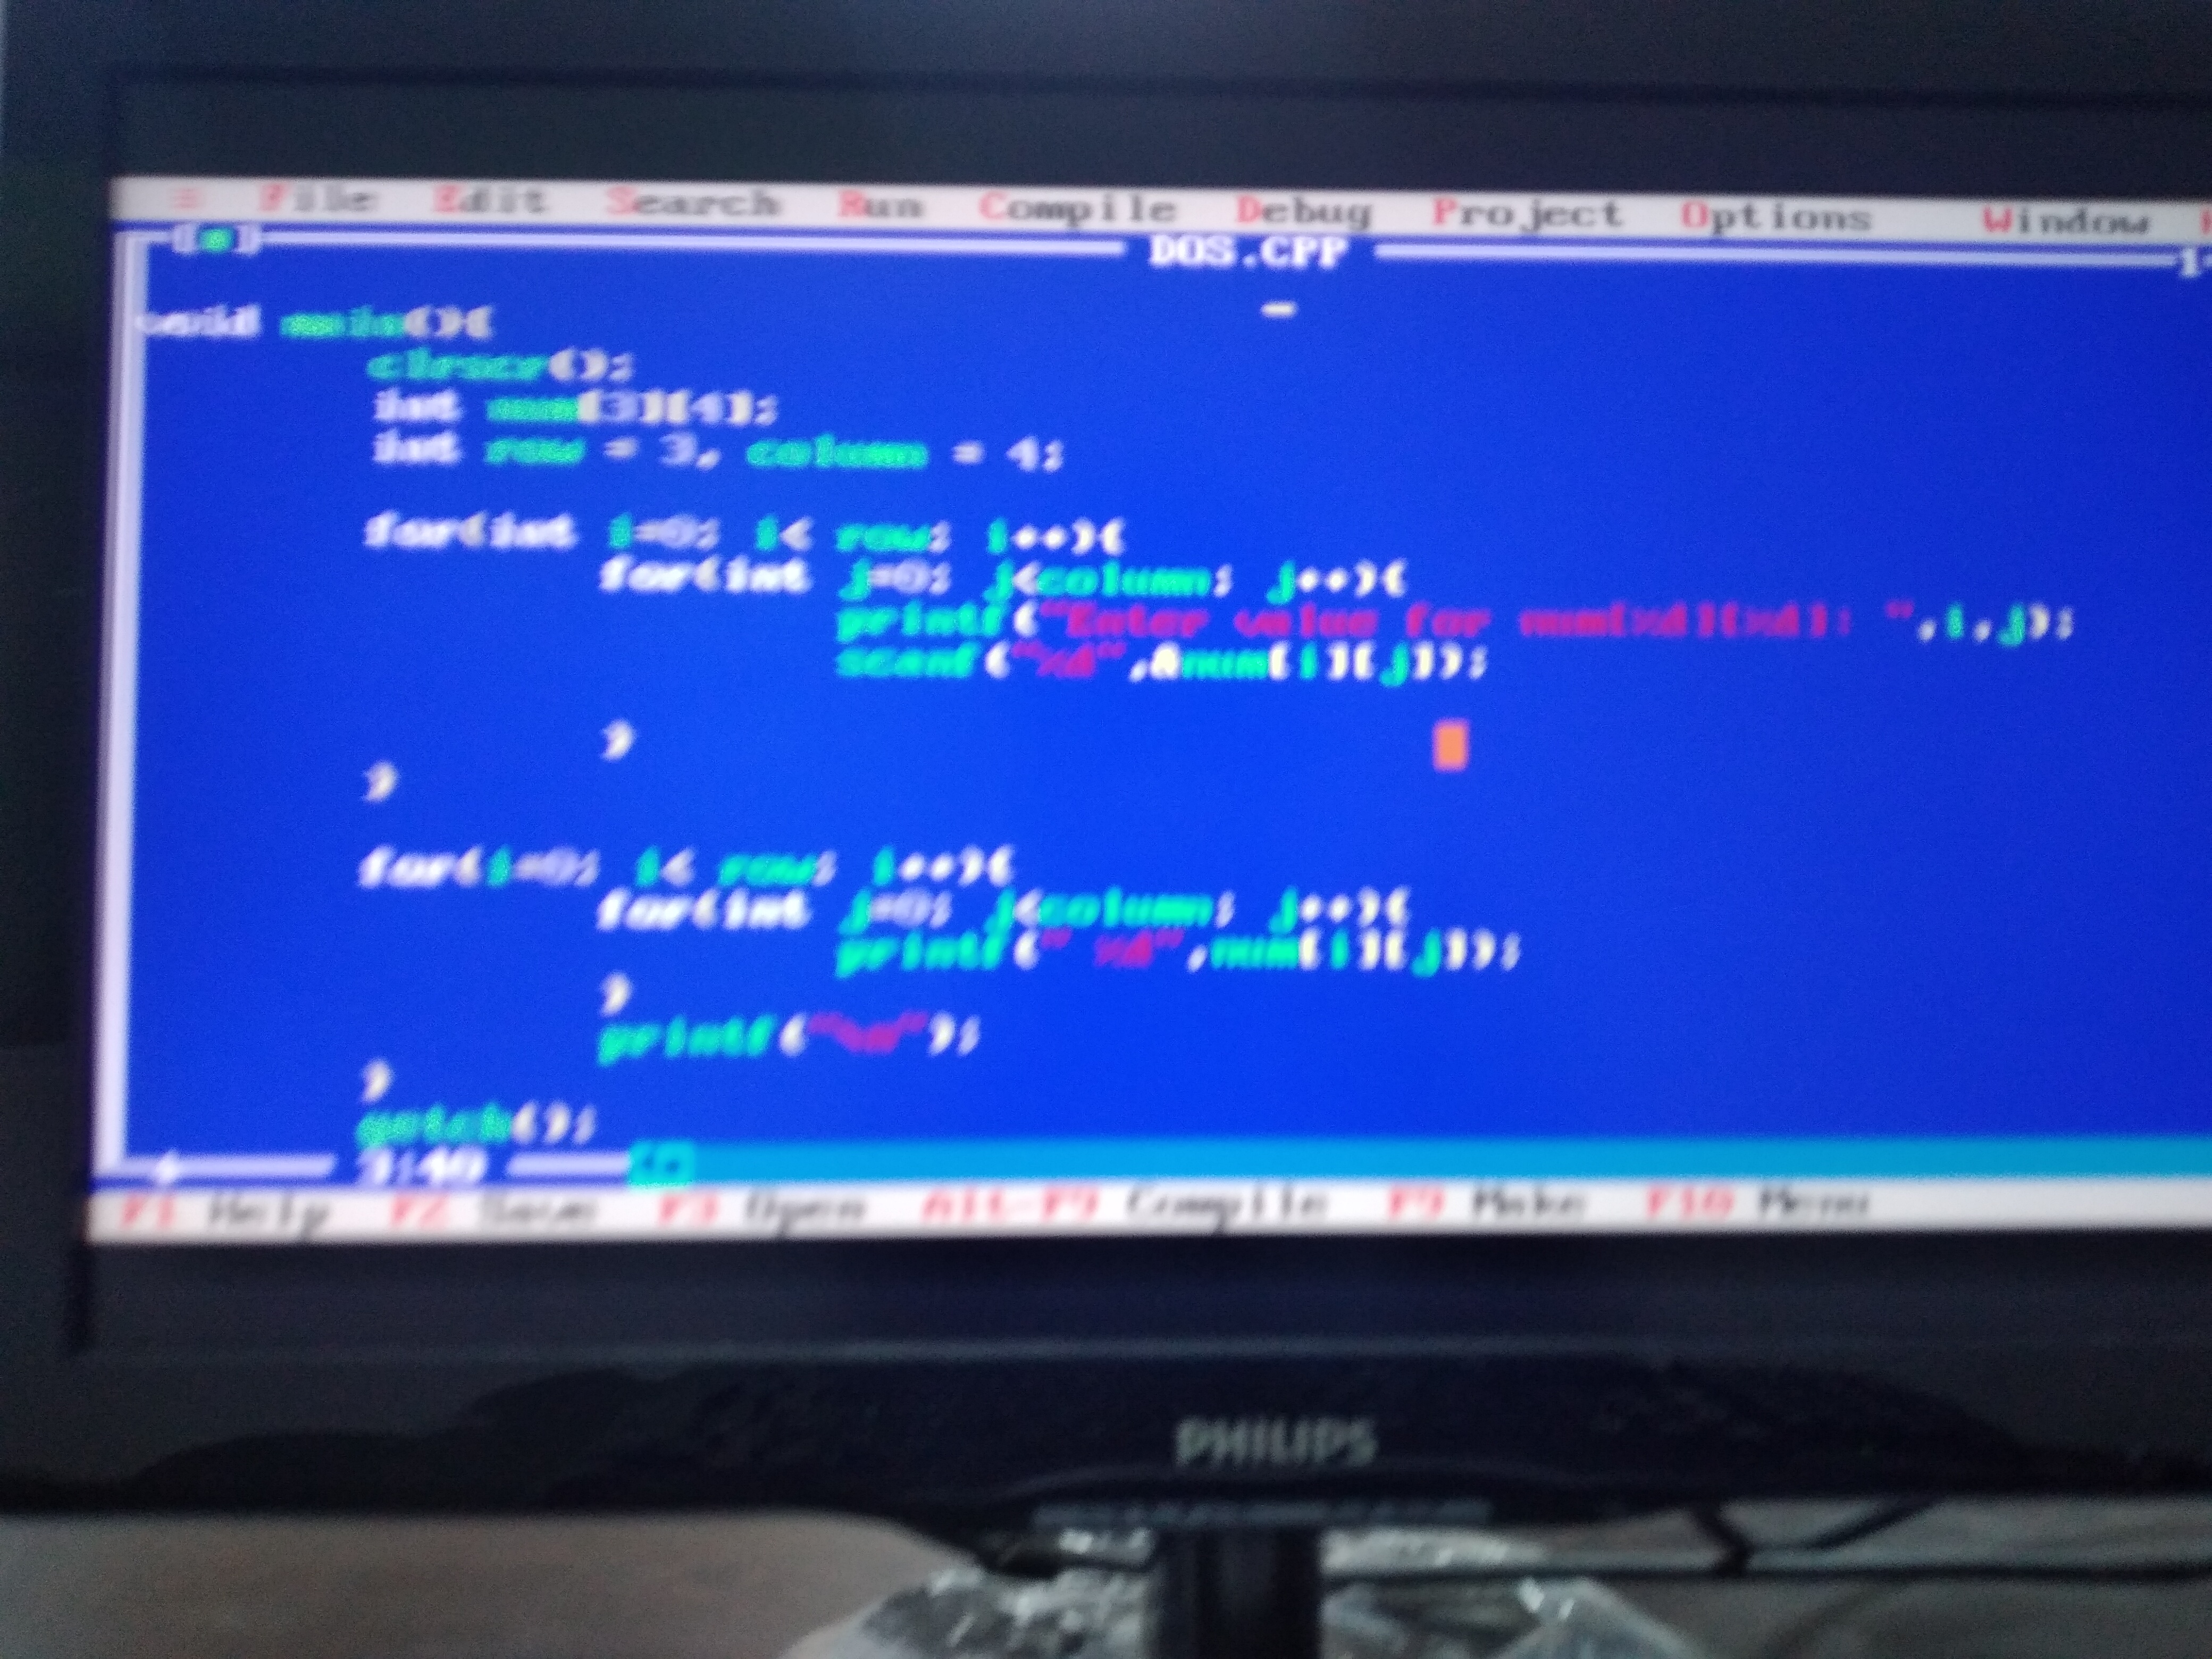 ≡ File Edit Search Run Compile Debug Project Options Window
[■] DOS.CPP 1
void main(){
clrscr();
int num[3][4];
int row = 3, column = 4;
for(int i=0; i< row; i++){
for(int j=0; j<column; j++){
printf("Enter value for num[%d][%d]: ",i,j);
scanf("%d",&num[i][j]);
}
}
for(i=0; i< row; i++){
for(int j=0; j<column; j++){
printf(" %d",num[i][j]);
}
printf("\n");
}
getch();
3:40
F1 Help F2 Save F3 Open Alt-F9 Compile F9 Make F10 Menu
PHILIPS